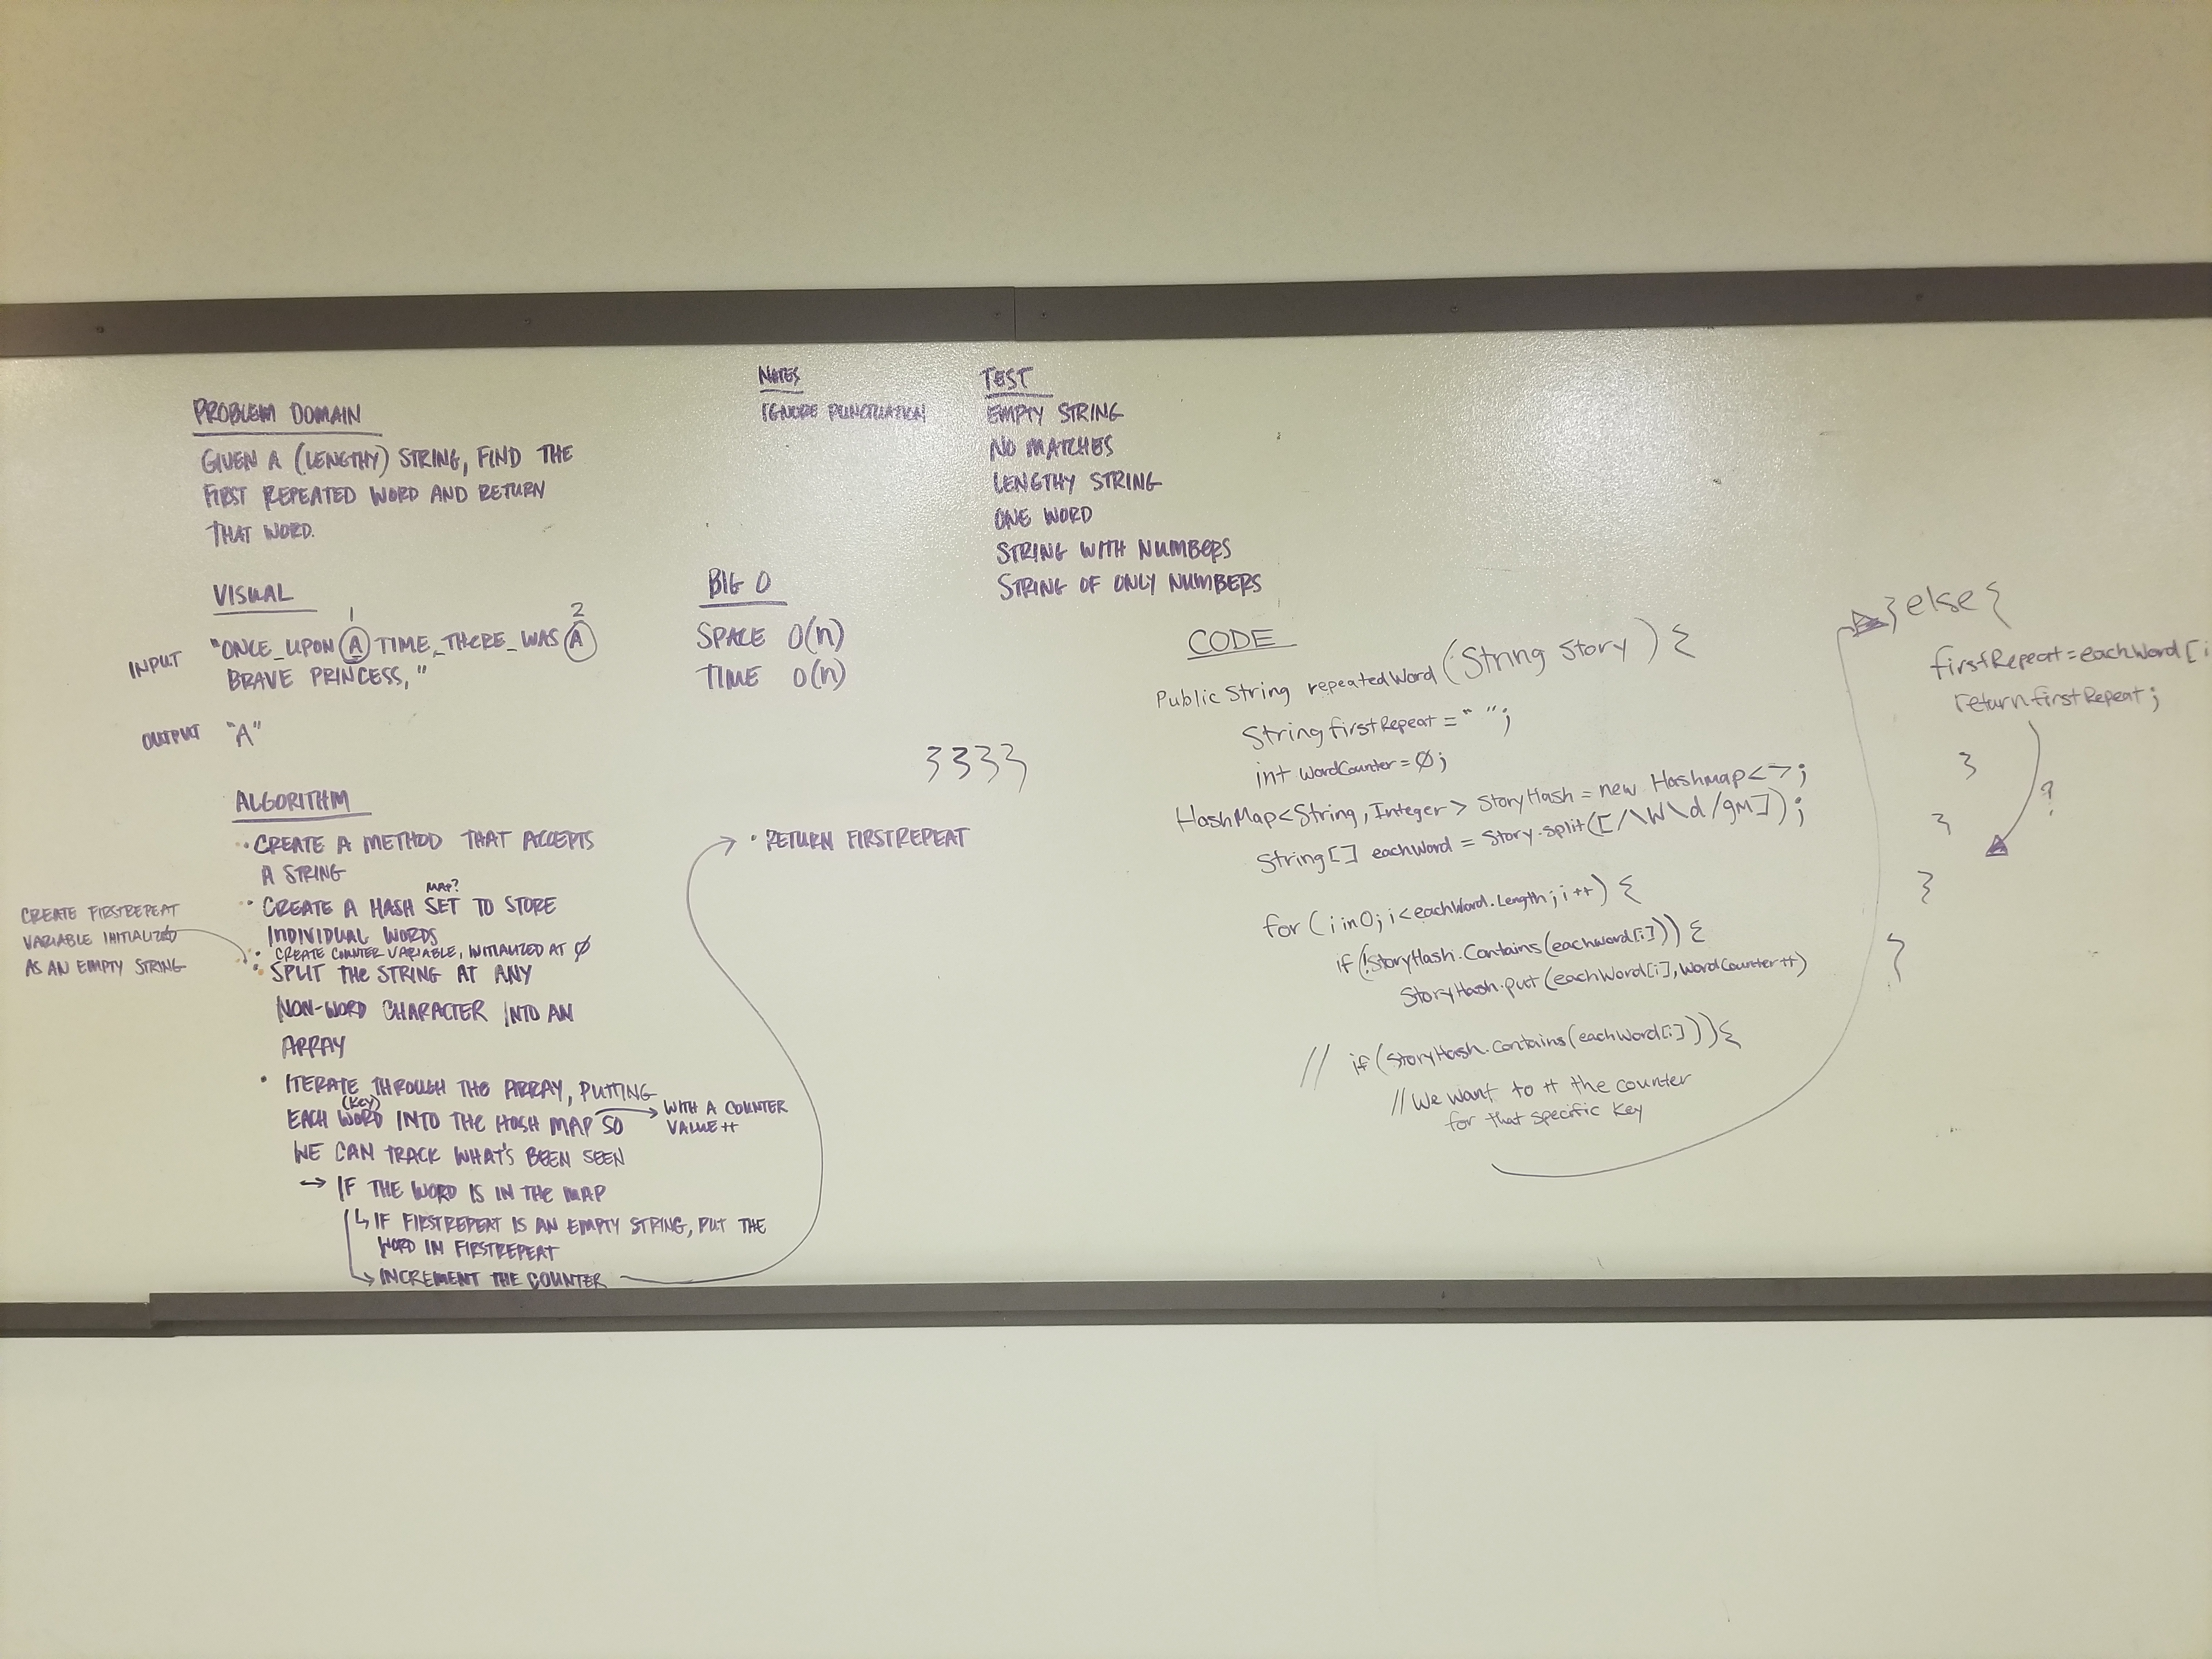 PROBLEM DOMAIN
GIVEN A (LENGTHY) STRING, FIND THE
FIRST REPEATED WORD AND RETURN
THAT WORD.
VISUAL
1 2
INPUT "ONCE_UPON A TIME_THERE_WAS A
BRAVE PRINCESS,"
OUTPUT "A"
ALGORITHM
· CREATE A METHOD THAT ACCEPTS
A STRING
MAP?
· CREATE A HASH SET TO STORE
INDIVIDUAL WORDS
· CREATE COUNTER VARIABLE, INITIALIZED AT Ø
CREATE FIRSTREPEAT
VARIABLE INITIALIZED
AS AN EMPTY STRING
· SPLIT THE STRING AT ANY
NON-WORD CHARACTER INTO AN
ARRAY
· ITERATE THROUGH THE ARRAY, PUTTING
(KEY)
EACH WORD INTO THE HASH MAP SO → WITH A COUNTER
VALUE ++
WE CAN TRACK WHAT'S BEEN SEEN
→ IF THE WORD IS IN THE MAP
↳ IF FIRSTREPEAT IS AN EMPTY STRING, PUT THE
WORD IN FIRSTREPEAT
→ INCREMENT THE COUNTER
· RETURN FIRSTREPEAT
NOTES
IGNORE PUNCTUATION
BIG O
SPACE O(n)
TIME O(n)
}}}}
TEST
EMPTY STRING
NO MATCHES
LENGTHY STRING
ONE WORD
STRING WITH NUMBERS
STRING OF ONLY NUMBERS
CODE
Public String repeatedWord (String Story) {
String firstRepeat = " ";
int wordCounter = Ø;
HashMap<String, Integer> StoryHash = new Hashmap<>;
String[] eachWord = Story.split([/\W\d/gm]);
for (i in 0; i < eachWord.Length; i++) {
if (!StoryHash.Contains(eachword[i])) {
StoryHash.put (eachWord[i], WordCounter++)
// if (StoryHash.Contains(eachWord[i])) {
// We want to ++ the counter
for that specific Key
} else {
firstRepeat = eachWord[i
return firstRepeat;
}
?
}
}
}